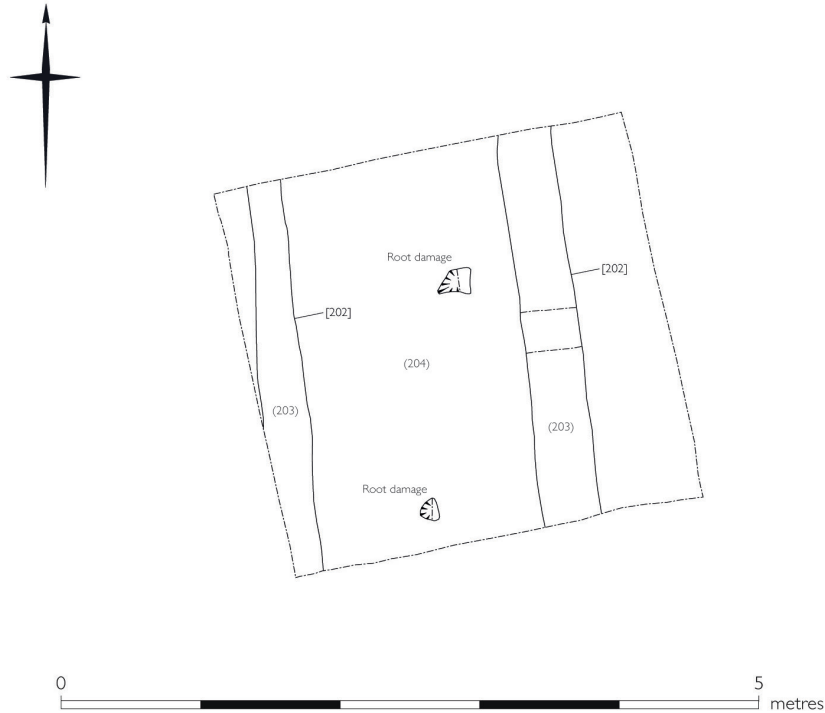 Root damage
[202]
[202]
(204)
(203)
(203)
Root damage
0
5
metres